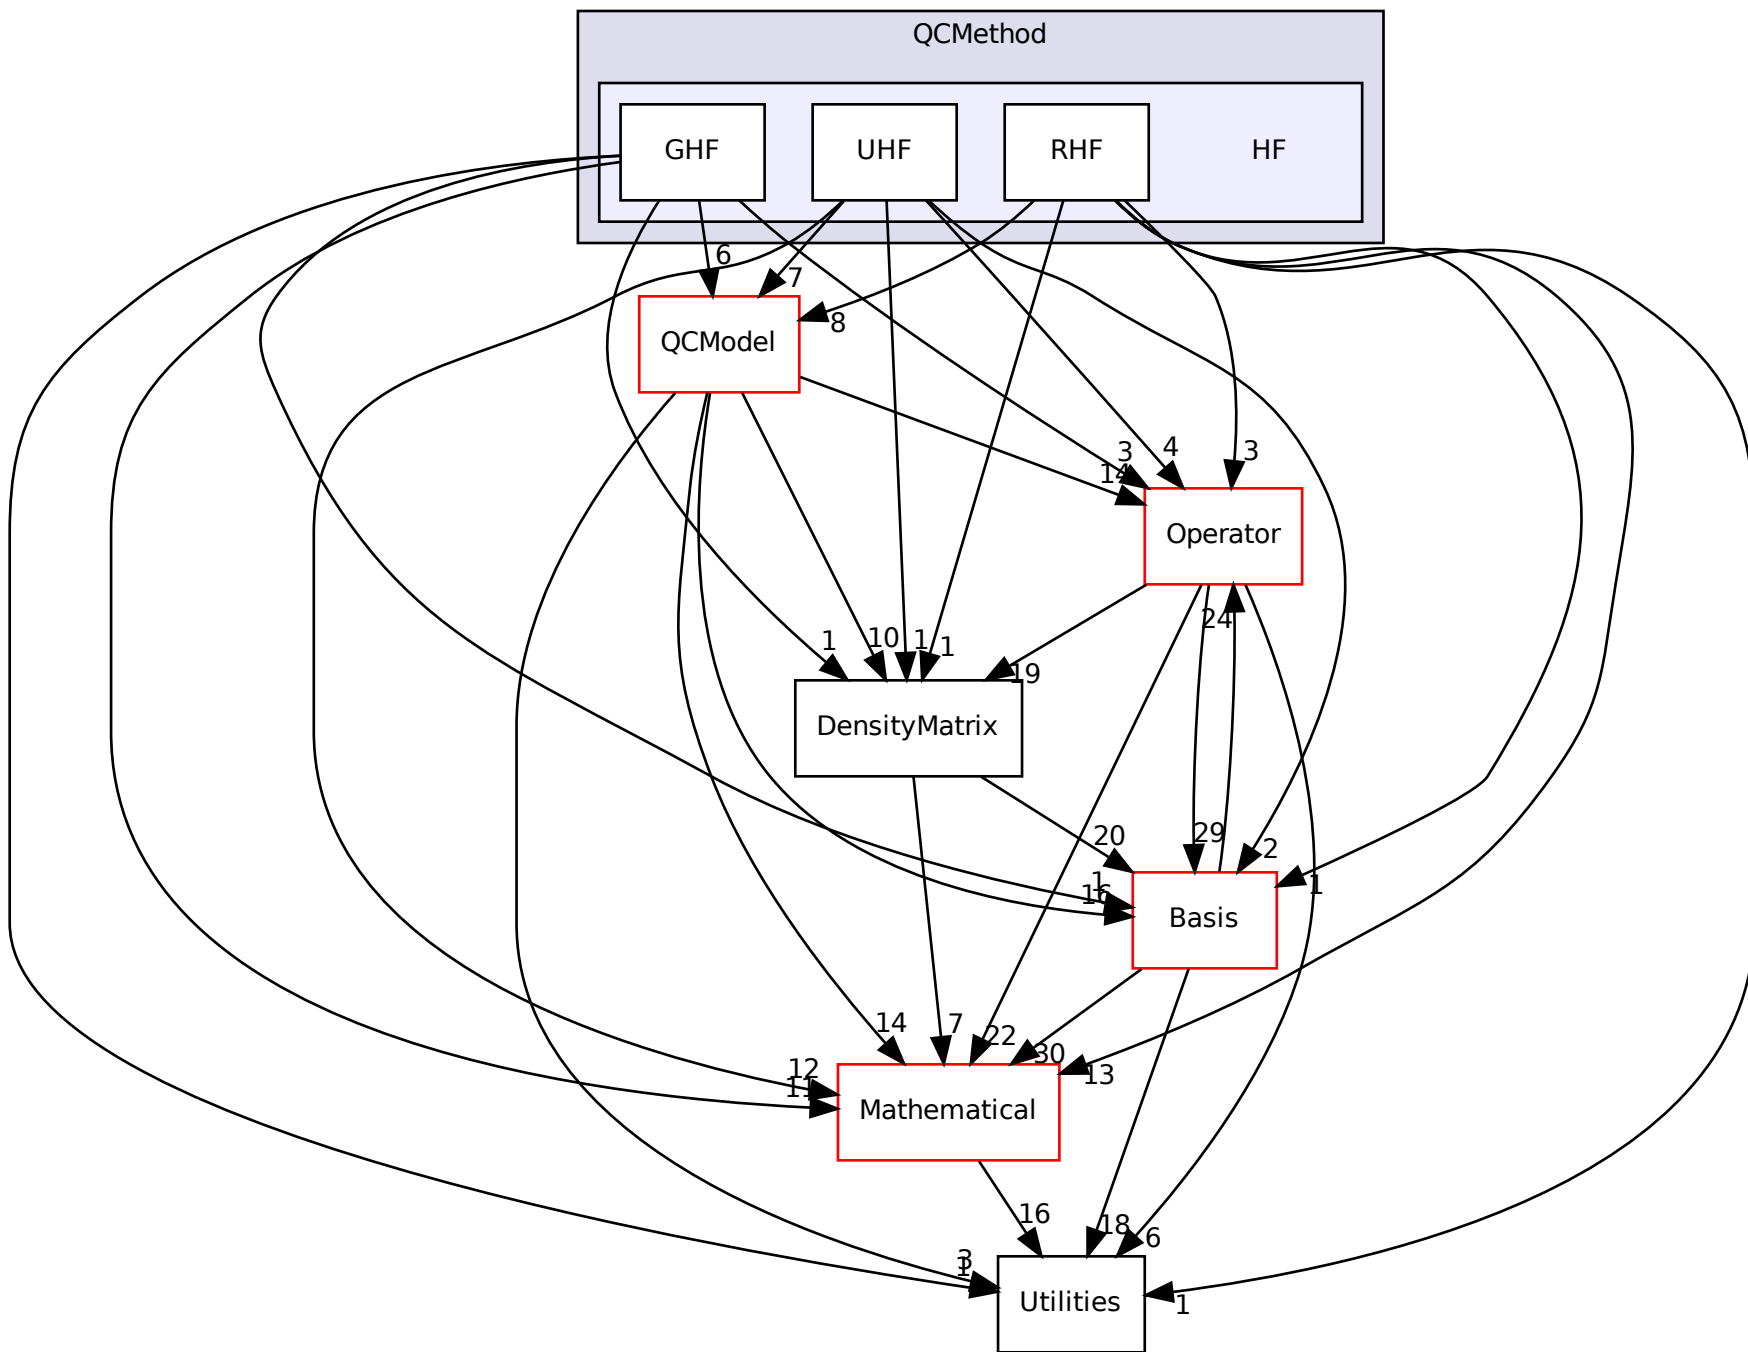 QCMethod
GHF
UHF
RHF
HF
6
7
8
QCModel
3
4
3
14
Operator
24
1
10
1
1
19
DensityMatrix
20
29
2
1
16
1
Basis
14
7
22
30
13
12
11
Mathematical
16
18
6
3
1
1
Utilities